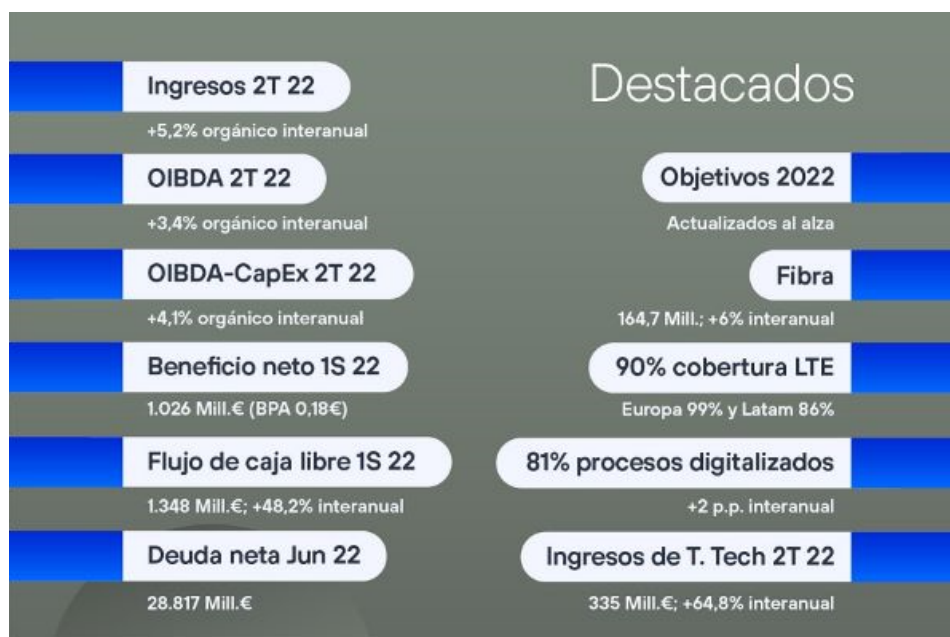 Destacados
Ingresos 2T 22
+5,2% orgánico interanual
OIBDA 2T 22
+3,4% orgánico interanual
OIBDA-CapEx 2T 22
+4,1% orgánico interanual
Beneficio neto 1S 22
1.026 Mill.€ (BPA 0,18€)
Flujo de caja libre 1S 22
1.348 Mill.€; +48,2% interanual
Deuda neta Jun 22
28.817 Mill.€
Objetivos 2022
Actualizados al alza
Fibra
164,7 Mill.; +6% interanual
90% cobertura LTE
Europa 99% y Latam 86%
81% procesos digitalizados
+2 p.p. interanual
Ingresos de T. Tech 2T 22
335 Mill.€; +64,8% interanual